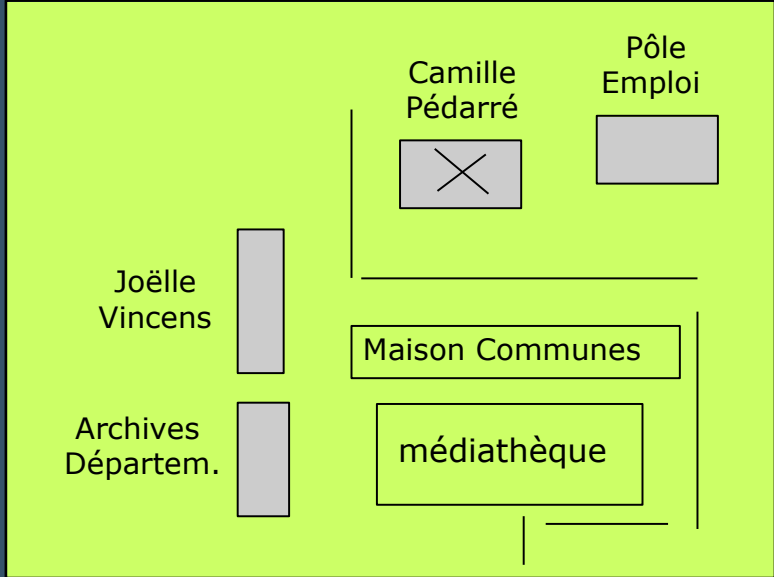 Pôle
Emploi
Camille
Pédarré
Joëlle
Vincens
Maison Communes
Archives
Départem.
médiathèque